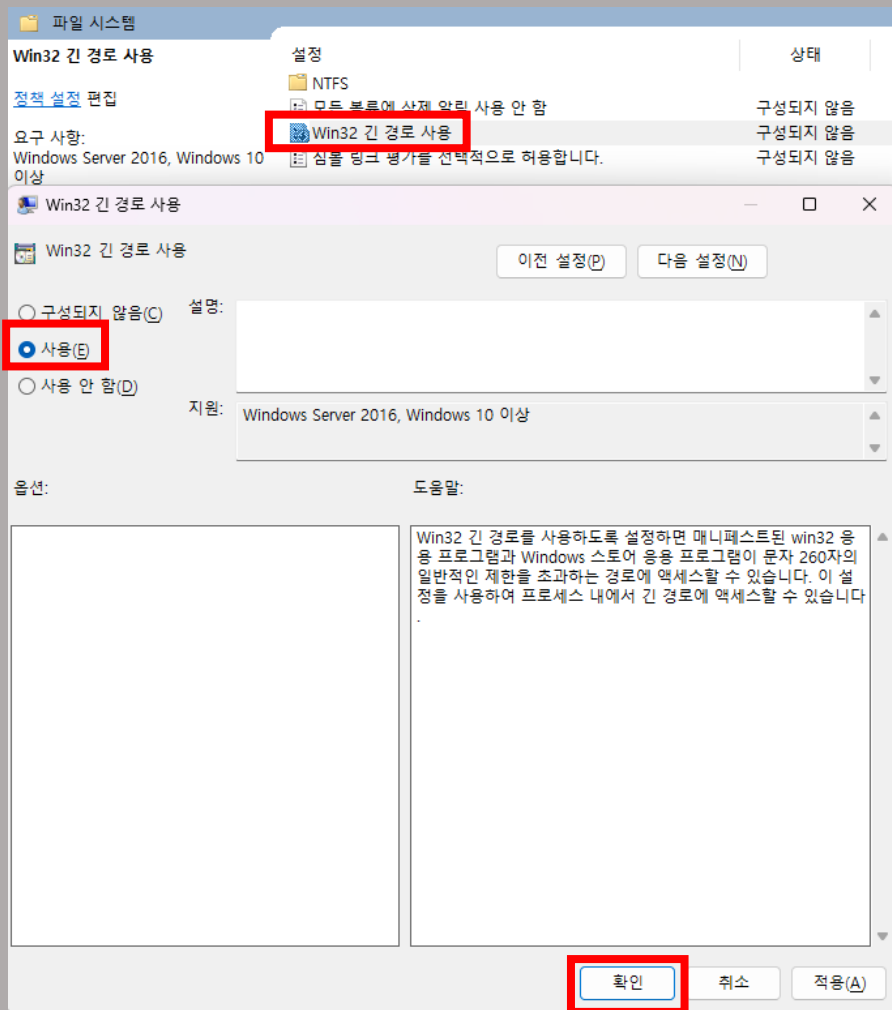 파일 시스템
Win32 긴 경로 사용
정책 설정 편집
요구 사항:
Windows Server 2016, Windows 10
이상
설정
상태
NTFS
모든 볼륨에 삭제 알림 사용 안 함
구성되지 않음
Win32 긴 경로 사용
구성되지 않음
심볼 링크 평가를 선택적으로 허용합니다.
구성되지 않음
Win32 긴 경로 사용
Win32 긴 경로 사용
이전 설정(P)
다음 설정(N)
구성되지 않음(C)
사용(E)
사용 안 함(D)
설명:
지원:
Windows Server 2016, Windows 10 이상
옵션:
도움말:
Win32 긴 경로를 사용하도록 설정하면 매니페스트된 win32 응
용 프로그램과 Windows 스토어 응용 프로그램이 문자 260자의
일반적인 제한을 초과하는 경로에 액세스할 수 있습니다. 이 설
정을 사용하여 프로세스 내에서 긴 경로에 액세스할 수 있습니다
.
확인
취소
적용(A)